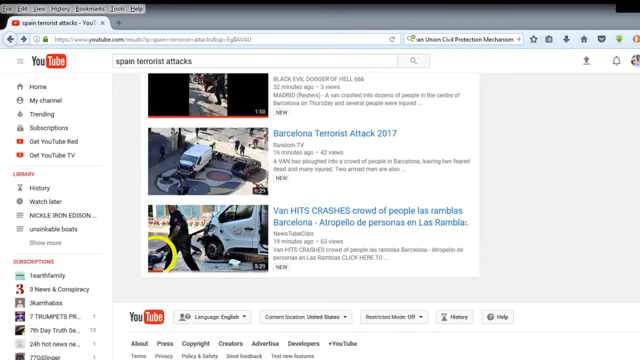 File Edit View History Bookmarks Tools Help
spain terrorist attacks - YouT
https://www.youtube.com/results?q=spain+terrorist+attacks&sp=EgIIAVAU
an Union Civil Protection Mechanism
YouTube
spain terrorist attacks
Home
My channel
Trending
Subscriptions
Get YouTube Red
Get YouTube TV
LIBRARY
History
Watch later
NICKLE IRON EDISON ...
unsinkable boats
Show more
SUBSCRIPTIONS
1earthfamily
3 News & Conspiracy
3kamhabss
7 TRUMPETS PROJ... 1
7th Day Truth Se... 13
24h hot news new...
77GSlinger
BLACK EVIL DOGGER OF HELL 666
32 minutes ago • 3 views
MADRID (Reuters) - A van crashed into dozens of people in the centre of
Barcelona on Thursday and several people were injured ...
NEW
1:50
Barcelona Terrorist Attack 2017
Random-TV
16 minutes ago • 42 views
A VAN has ploughed into a crowd of people in Barcelona, leaving two feared
dead and many injured. Two armed men are also ...
NEW
6:29
Van HITS CRASHES crowd of people las ramblas
Barcelona - Atropello de personas en Las Ramblas
NewsTubeClips
19 minutes ago • 63 views
Van HITS CRASHES crowd of people las ramblas Barcelona - Atropello de
personas en Las Ramblas CLICK HERE TO ...
NEW
5:29
YouTube
Language: English
Content location: United States
Restricted Mode: Off
History
Help
About Press Copyright Creators Advertise Developers +YouTube
Terms Privacy Policy & Safety Send feedback Test new features